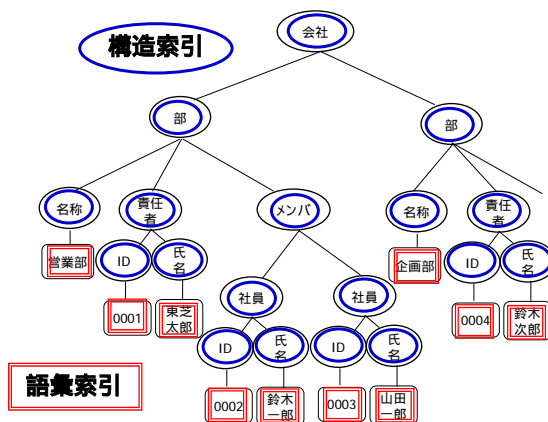 構造索引
会社
部
部
名称
責任
者
メンバ
名称
責任
者
営業部
ID
氏
名
企画部
ID
氏
名
社員
社員
0001
東芝
太郎
0004
鈴木
次郎
ID
氏
名
ID
氏
名
語彙索引
0002
鈴木
一郎
0003
山田
一郎